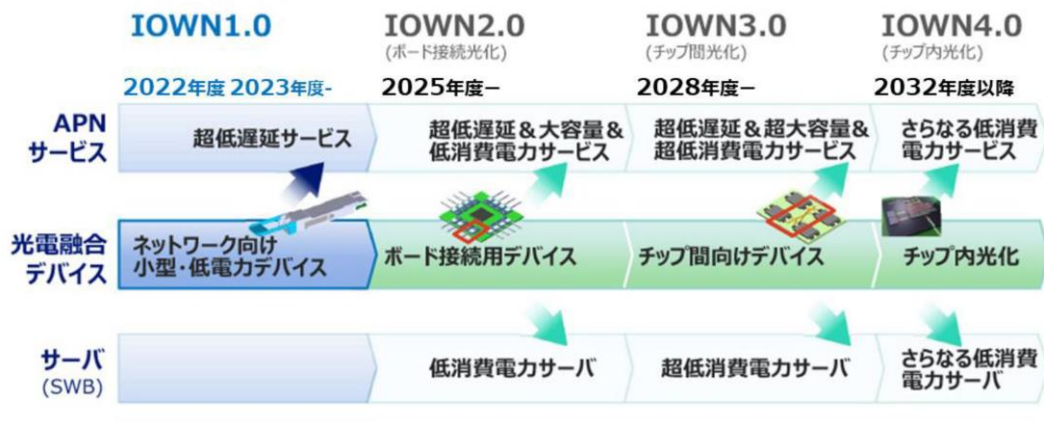 IOWN1.0
IOWN2.0
(ボード接続光化)
IOWN3.0
(チップ間光化)
IOWN4.0
(チップ内光化)
2022年度 2023年度-
2025年度ー
2028年度ー
2032年度以降
APN
サービス
超低遅延サービス
超低遅延&大容量&
低消費電力サービス
超低遅延&超大容量&
超低消費電力サービス
さらなる低消費
電力サービス
光電融合
デバイス
ネットワーク向け
小型・低電力デバイス
ボード接続用デバイス
チップ間向けデバイス
チップ内光化
サーバ
(SWB)
低消費電力サーバ
超低消費電力サーバ
さらなる低消費
電力サーバ